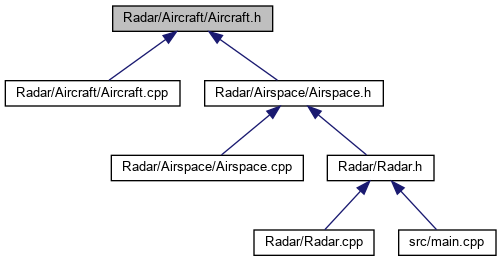 Radar/Aircraft/Aircraft.h
Radar/Aircraft/Aircraft.cpp
Radar/Airspace/Airspace.h
Radar/Airspace/Airspace.cpp
Radar/Radar.h
Radar/Radar.cpp
src/main.cpp